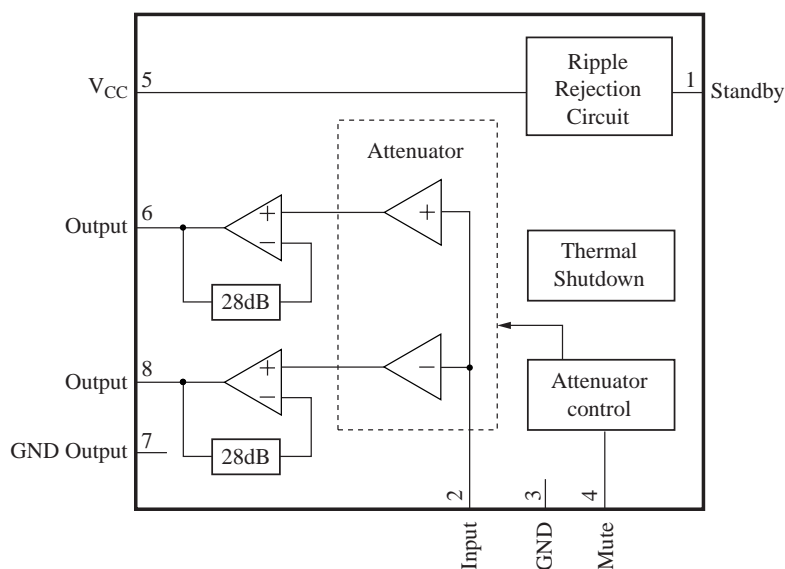 V_CC
5
Ripple
Rejection
Circuit
1
Standby
Attenuator
Output
6
+
−
+
28dB
Thermal
Shutdown
Output
8
+
−
−
28dB
Attenuator
control
GND Output
7
2
3
4
Input
GND
Mute